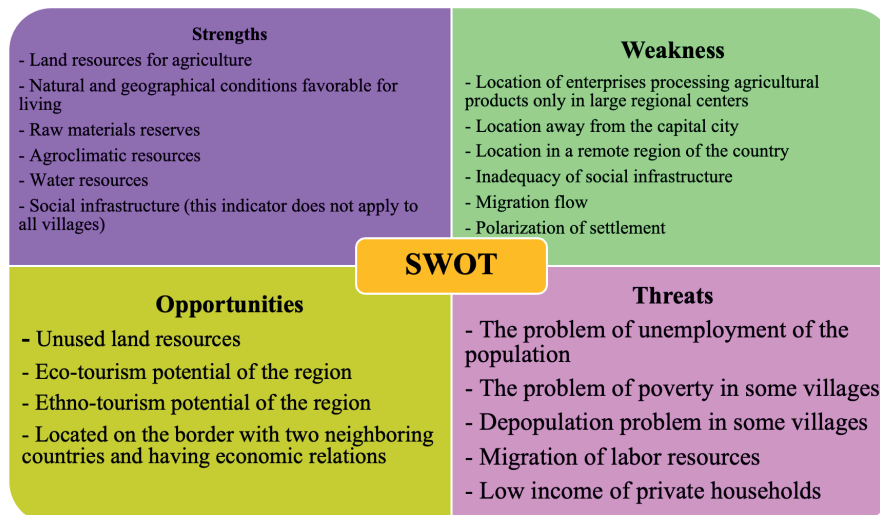 Strengths
- Land resources for agriculture
- Natural and geographical conditions favorable for
living
- Raw materials reserves
- Agroclimatic resources
- Water resources
- Social infrastructure (this indicator does not apply to
all villages)
Weakness
- Location of enterprises processing agricultural
products only in large regional centers
- Location away from the capital city
- Location in a remote region of the country
- Inadequacy of social infrastructure
- Migration flow
- Polarization of settlement
SWOT
Opportunities
- Unused land resources
- Eco-tourism potential of the region
- Ethno-tourism potential of the region
- Located on the border with two neighboring
countries and having economic relations
Threats
- The problem of unemployment of the
population
- The problem of poverty in some villages
- Depopulation problem in some villages
- Migration of labor resources
- Low income of private households